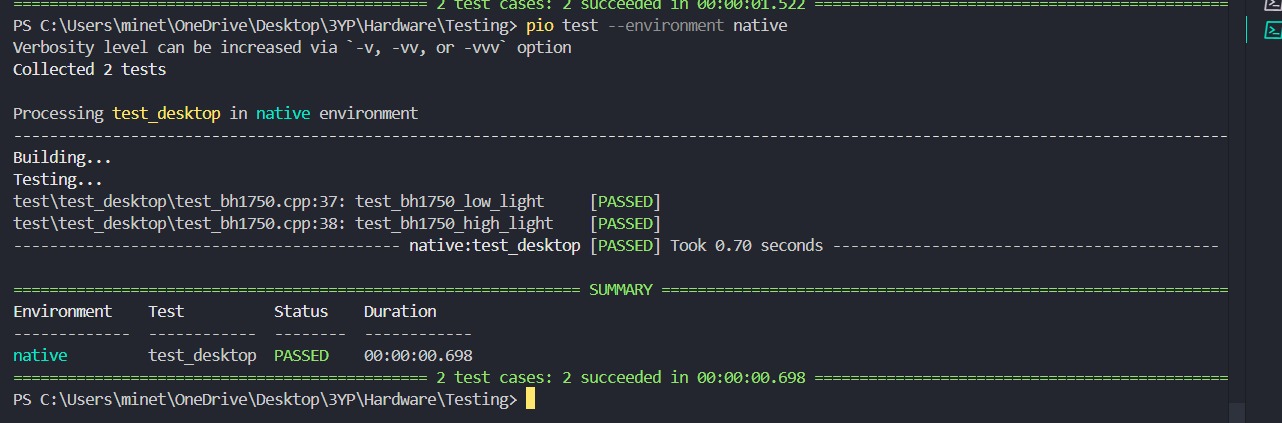 ============================================== 2 test cases: 2 succeeded in 00:00:01.522 ==============================================
PS C:\Users\minet\OneDrive\Desktop\3YP\Hardware\Testing> pio test --environment native
Verbosity level can be increased via `-v, -vv, or -vvv` option
Collected 2 tests
Processing test_desktop in native environment
---------------------------------------------------------------------------------------------------------------------------------------
Building...
Testing...
test\test_desktop\test_bh1750.cpp:37: test_bh1750_low_light [PASSED]
test\test_desktop\test_bh1750.cpp:38: test_bh1750_high_light [PASSED]
------------------------------------------- native:test_desktop [PASSED] Took 0.70 seconds -------------------------------------------
=============================================================== SUMMARY ===============================================================
Environment Test Status Duration
------------- ------------ -------- ------------
native test_desktop PASSED 00:00:00.698
============================================== 2 test cases: 2 succeeded in 00:00:00.698 ==============================================
PS C:\Users\minet\OneDrive\Desktop\3YP\Hardware\Testing>